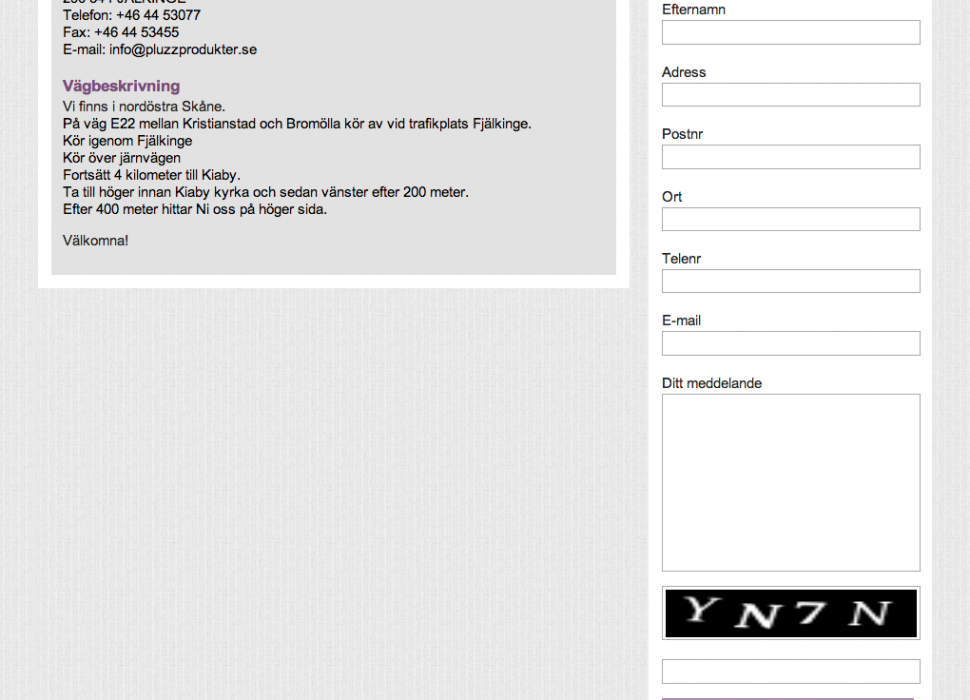 Telefon: +46 44 53077
Fax: +46 44 53455
E-mail: info@pluzzprodukter.se
Vägbeskrivning
Vi finns i nordöstra Skåne.
På väg E22 mellan Kristianstad och Bromölla kör av vid trafikplats Fjälkinge.
Kör igenom Fjälkinge
Kör över järnvägen
Fortsätt 4 kilometer till Kiaby.
Ta till höger innan Kiaby kyrka och sedan vänster efter 200 meter.
Efter 400 meter hittar Ni oss på höger sida.
Välkomna!
Efternamn
Adress
Postnr
Ort
Telenr
E-mail
Ditt meddelande
YN7N